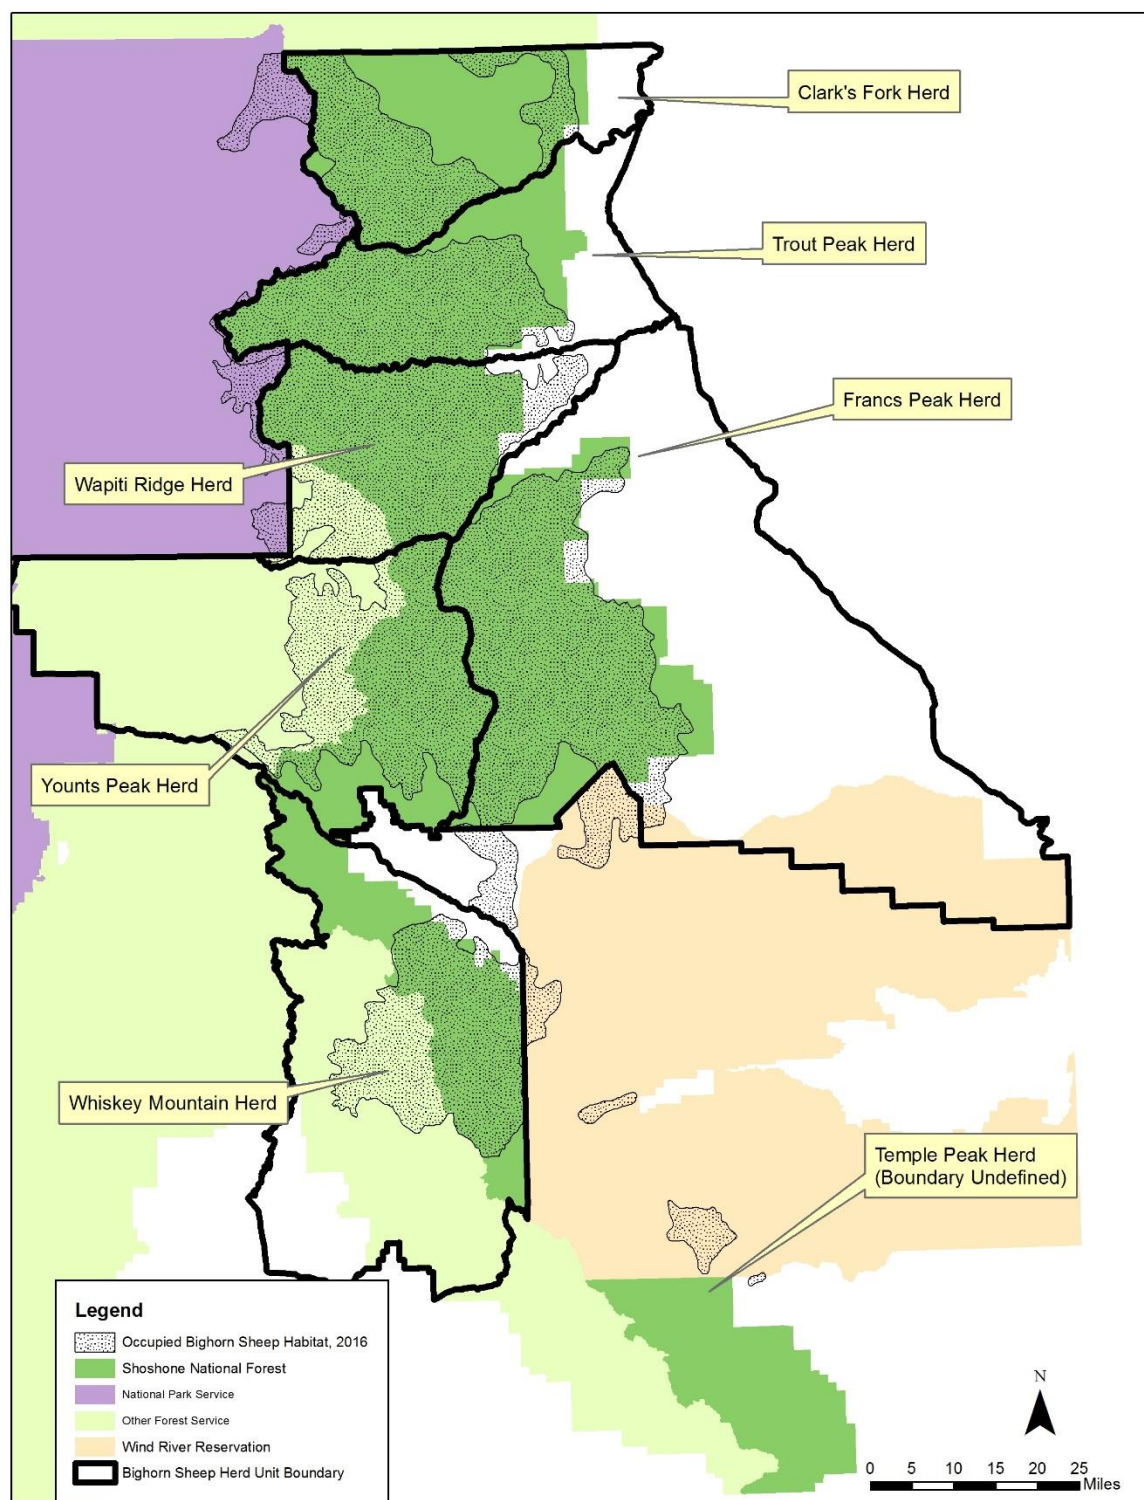 Clark's Fork Herd
Trout Peak Herd
Francs Peak Herd
Wapiti Ridge Herd
Younts Peak Herd
Whiskey Mountain Herd
Temple Peak Herd
(Boundary Undefined)
Legend
Occupied Bighorn Sheep Habitat, 2016
Shoshone National Forest
National Park Service
Other Forest Service
Wind River Reservation
Bighorn Sheep Herd Unit Boundary
N
0 5 10 15 20 25
Miles